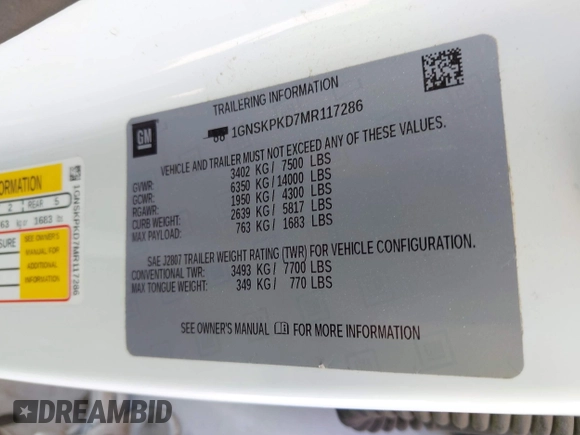 TRAILERING INFORMATION
GM
1GNSKPKD7MR117286
VEHICLE AND TRAILER MUST NOT EXCEED ANY OF THESE VALUES.
GVWR: 3402 KG / 7500 LBS
GCWR: 6350 KG / 14000 LBS
RGAWR: 1950 KG / 4300 LBS
CURB WEIGHT: 2639 KG / 5817 LBS
MAX PAYLOAD: 763 KG / 1683 LBS
SAE J2807 TRAILER WEIGHT RATING (TWR) FOR VEHICLE CONFIGURATION.
CONVENTIONAL TWR: 3493 KG / 7700 LBS
MAX TONGUE WEIGHT: 349 KG / 770 LBS
SEE OWNER'S MANUAL FOR MORE INFORMATION
2 REAR 5
1683
SEE OWNER'S
MANUAL FOR
ADDITIONAL
INFORMATION
1GNSKPKD7MR117286
DREAMBID